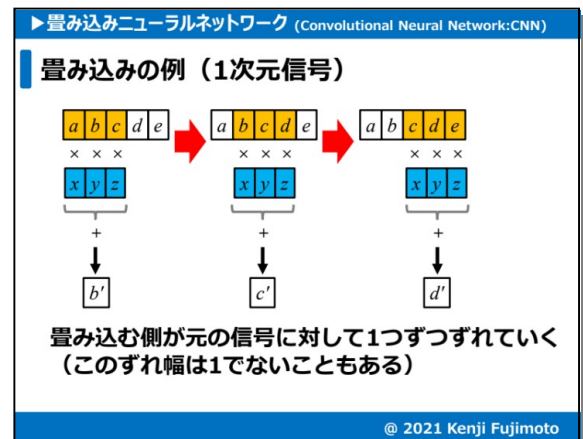 ▶畳み込みニューラルネットワーク (Convolutional Neural Network:CNN)
畳み込みの例（1次元信号）
a b c d e a b c d e a b c d e
× × × × × × × × ×
x y z x y z x y z
+ + +
b′ c′ d′
畳み込む側が元の信号に対して1つずつずれていく
（このずれ幅は1でないこともある）
@ 2021 Kenji Fujimoto